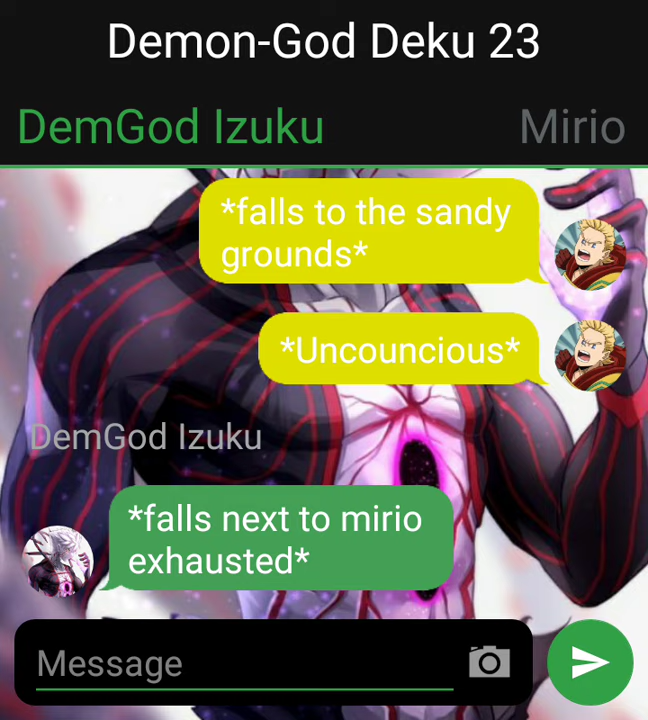 Demon-God Deku 23
DemGod Izuku
Mirio
*falls to the sandy
grounds*
*Uncouncious*
DemGod Izuku
*falls next to mirio
exhausted*
Message